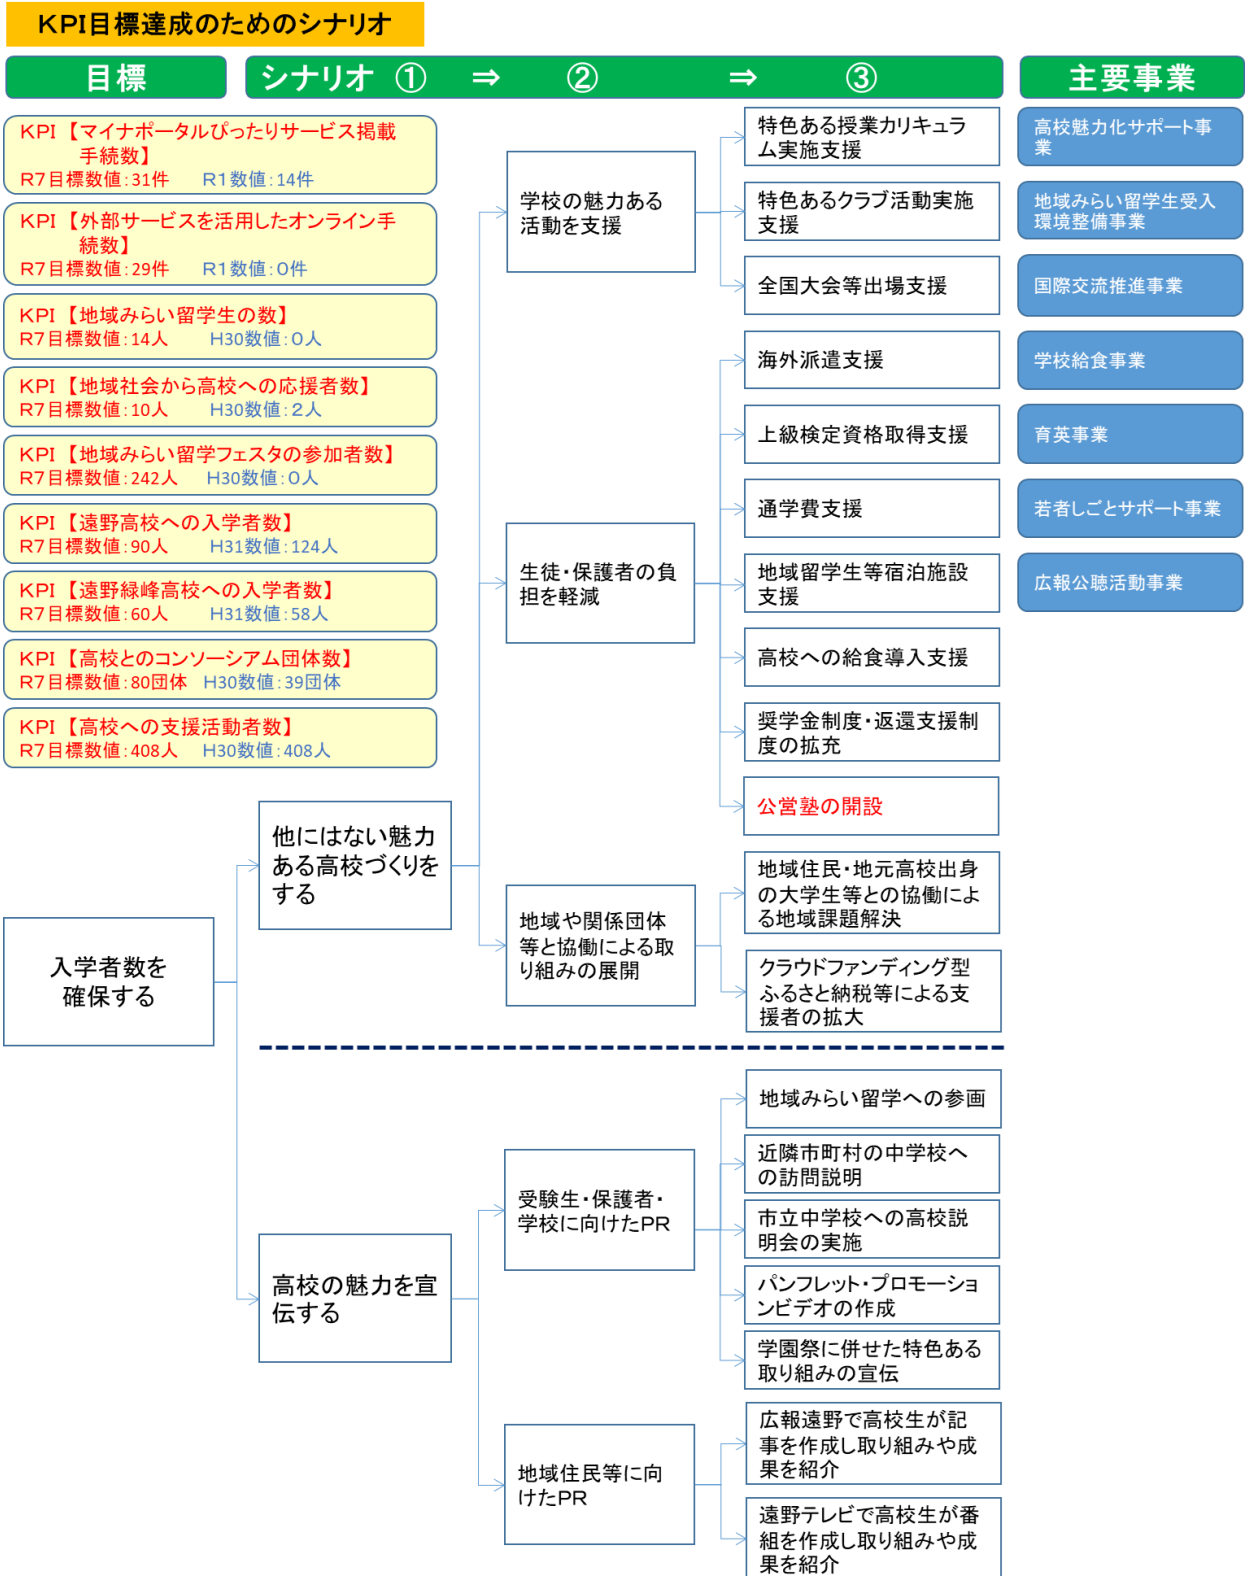 KPI目標達成のためのシナリオ
目標
シナリオ ① ⇒ ② ⇒ ③
主要事業
KPI【マイナポータルぴったりサービス掲載
手続数】
R7目標数値:31件 R1数値:14件
KPI【外部サービスを活用したオンライン手
続数】
R7目標数値:29件 R1数値:0件
KPI【地域みらい留学生の数】
R7目標数値:14人 H30数値:0人
KPI【地域社会から高校への応援者数】
R7目標数値:10人 H30数値:2人
KPI【地域みらい留学フェスタの参加者数】
R7目標数値:242人 H30数値:0人
KPI【遠野高校への入学者数】
R7目標数値:90人 H31数値:124人
KPI【遠野緑峰高校への入学者数】
R7目標数値:60人 H31数値:58人
KPI【高校とのコンソーシアム団体数】
R7目標数値:80団体 H30数値:39団体
KPI【高校への支援活動者数】
R7目標数値:408人 H30数値:408人
入学者数を
確保する
他にはない魅力
ある高校づくりを
する
高校の魅力を宣
伝する
学校の魅力ある
活動を支援
生徒・保護者の負
担を軽減
地域や関係団体
等と協働による取
り組みの展開
受験生・保護者・
学校に向けたPR
地域住民等に向
けたPR
特色ある授業カリキュラ
ム実施支援
特色あるクラブ活動実施
支援
全国大会等出場支援
海外派遣支援
上級検定資格取得支援
通学費支援
地域留学生等宿泊施設
支援
高校への給食導入支援
奨学金制度・返還支援制
度の拡充
公営塾の開設
地域住民・地元高校出身
の大学生等との協働によ
る地域課題解決
クラウドファンディング型
ふるさと納税等による支
援者の拡大
地域みらい留学への参画
近隣市町村の中学校へ
の訪問説明
市立中学校への高校説
明会の実施
パンフレット・プロモーショ
ンビデオの作成
学園祭に併せた特色ある
取り組みの宣伝
広報遠野で高校生が記
事を作成し取り組みや成
果を紹介
遠野テレビで高校生が番
組を作成し取り組みや成
果を紹介
高校魅力化サポート事
業
地域みらい留学生受入
環境整備事業
国際交流推進事業
学校給食事業
育英事業
若者しごとサポート事業
広報公聴活動事業